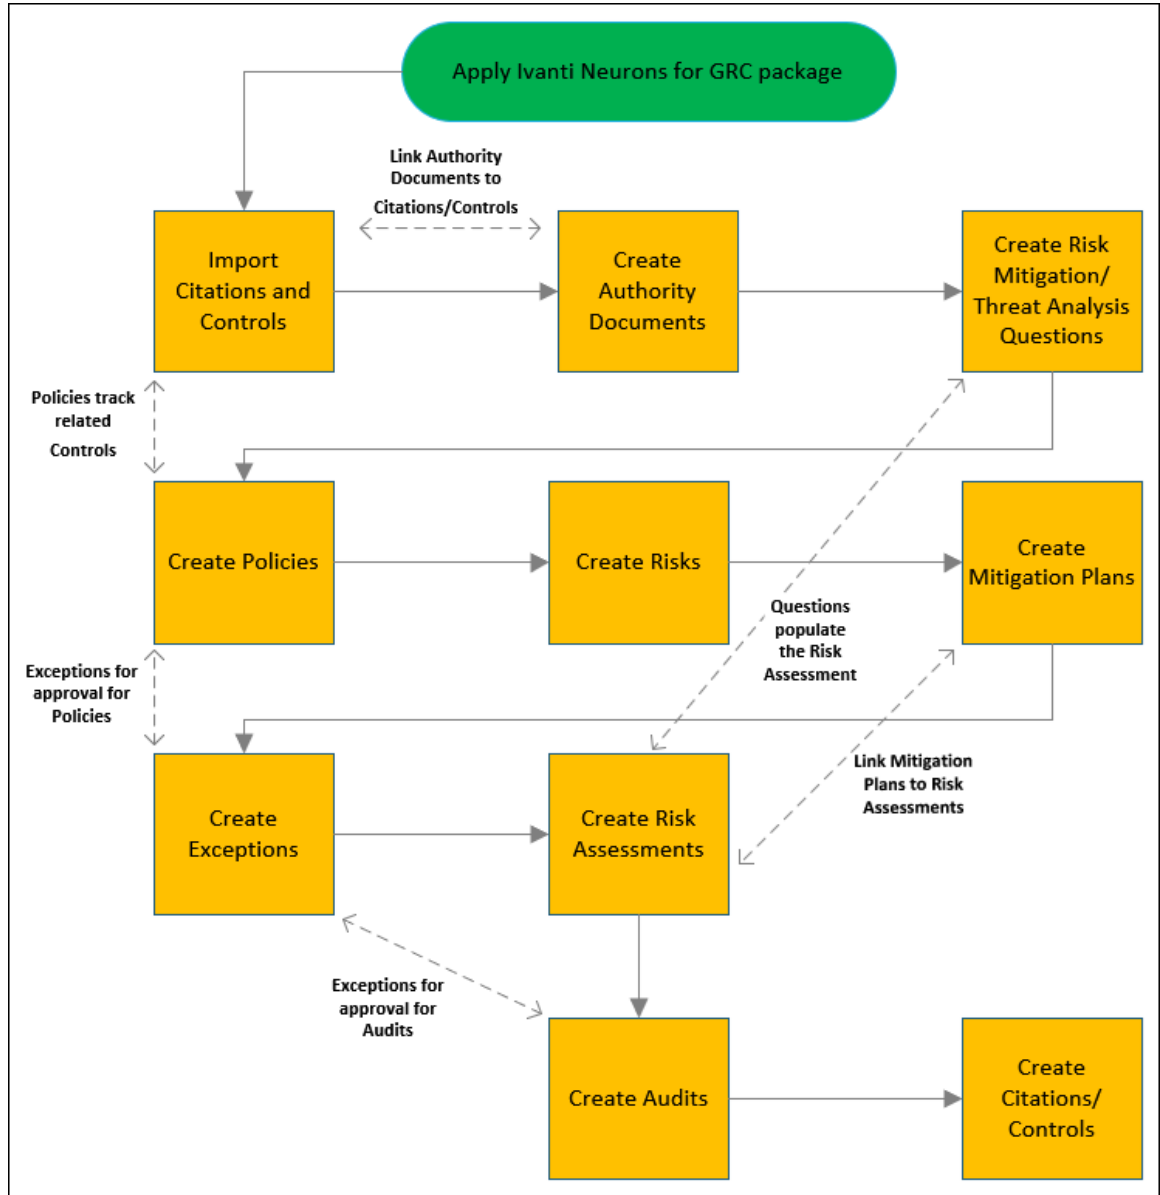 Apply Ivanti Neurons for GRC package
Link Authority
Documents to
Citations/Controls
Import
Citations and
Controls
Create
Authority
Documents
Create Risk
Mitigation/
Threat Analysis
Questions
Policies track
related
Controls
Create Policies
Create Risks
Create
Mitigation Plans
Questions
populate
the Risk
Assessment
Exceptions for
approval for
Policies
Link Mitigation
Plans to Risk
Assessments
Create
Exceptions
Create Risk
Assessments
Exceptions for
approval for
Audits
Create Audits
Create
Citations/
Controls